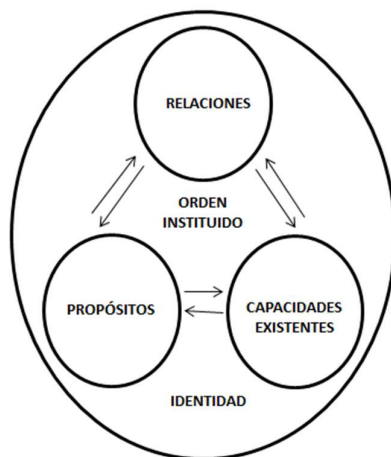 RELACIONES
ORDEN
INSTITUIDO
PROPÓSITOS
CAPACIDADES
EXISTENTES
IDENTIDAD